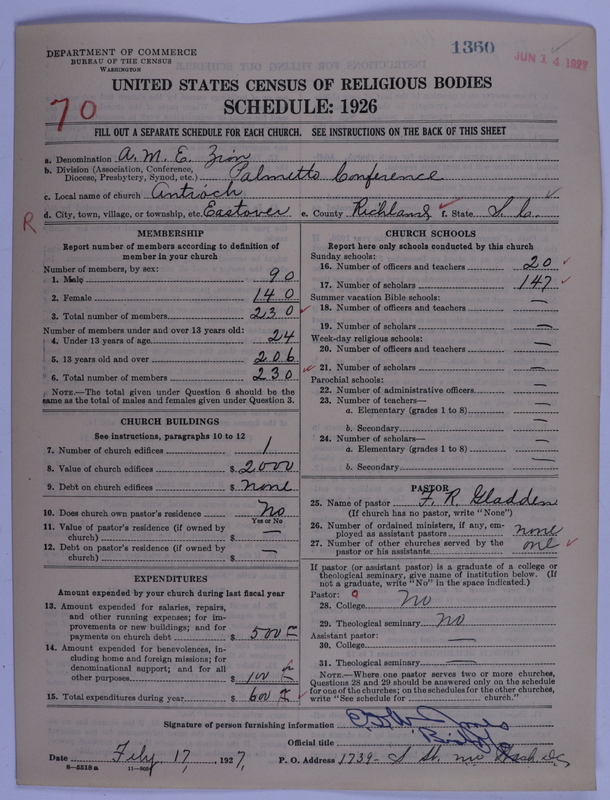 DEPARTMENT OF COMMERCE
BUREAU OF THE CENSUS
WASHINGTON
1360
JUN 14 1927
UNITED STATES CENSUS OF RELIGIOUS BODIES
SCHEDULE: 1926
70
FILL OUT A SEPARATE SCHEDULE FOR EACH CHURCH. SEE INSTRUCTIONS ON THE BACK OF THIS SHEET
a. Denomination A. M. E. Zion
b. Division (Association, Conference, Diocese, Presbytery, Synod, etc.) Palmetto Conference
c. Local name of church Antioch
R
d. City, town, village, or township, etc. Eastover e. County Richland f. State S. C.
MEMBERSHIP
Report number of members according to definition of
member in your church
Number of members, by sex:
1. Male 90
2. Female 140
3. Total number of members 230
Number of members under and over 13 years old:
4. Under 13 years of age 24
5. 13 years old and over 206
6. Total number of members 230
NOTE.—The total given under Question 6 should be the
same as the total of males and females given under Question 3.
CHURCH BUILDINGS
See instructions, paragraphs 10 to 12
7. Number of church edifices 1
8. Value of church edifices $ 2000
9. Debt on church edifices $ None
10. Does church own pastor's residence? No
Yes or No
11. Value of pastor's residence (if owned by
church) $ —
12. Debt on pastor's residence (if owned by
church) $ —
EXPENDITURES
Amount expended by your church during last fiscal year
13. Amount expended for salaries, repairs,
and other running expenses; for im-
provements or new buildings; and for
payments on church debt $ 500
14. Amount expended for benevolences, in-
cluding home and foreign missions; for
denominational support; and for all
other purposes $ 100
15. Total expenditures during year $ 600
CHURCH SCHOOLS
Report here only schools conducted by this church
Sunday schools:
16. Number of officers and teachers 20
17. Number of scholars 147
Summer vacation Bible schools:
18. Number of officers and teachers —
19. Number of scholars —
Week-day religious schools:
20. Number of officers and teachers —
21. Number of scholars —
Parochial schools:
22. Number of administrative officers —
23. Number of teachers—
a. Elementary (grades 1 to 8) —
b. Secondary —
24. Number of scholars—
a. Elementary (grades 1 to 8) —
b. Secondary —
PASTOR
25. Name of pastor F. R. Gladden
(If church has no pastor, write "None")
26. Number of ordained ministers, if any, em-
ployed as assistant pastors none
27. Number of other churches served by the
pastor or his assistants one
If pastor (or assistant pastor) is a graduate of a college or
theological seminary, give name of institution below. (If
not a graduate, write "No" in the space indicated.)
Pastor:
28. College No
29. Theological seminary No
Assistant pastor:
30. College —
31. Theological seminary —
NOTE.—Where one pastor serves two or more churches,
Questions 28 and 29 should be answered only on the schedule
for one of the churches; on the schedules for the other churches,
write "See schedule for church."
Signature of person furnishing information
Official title Bishop
Date Feby 17, 1927, P. O. Address 1739- S St. NW Wash DC
8—5518a 11—